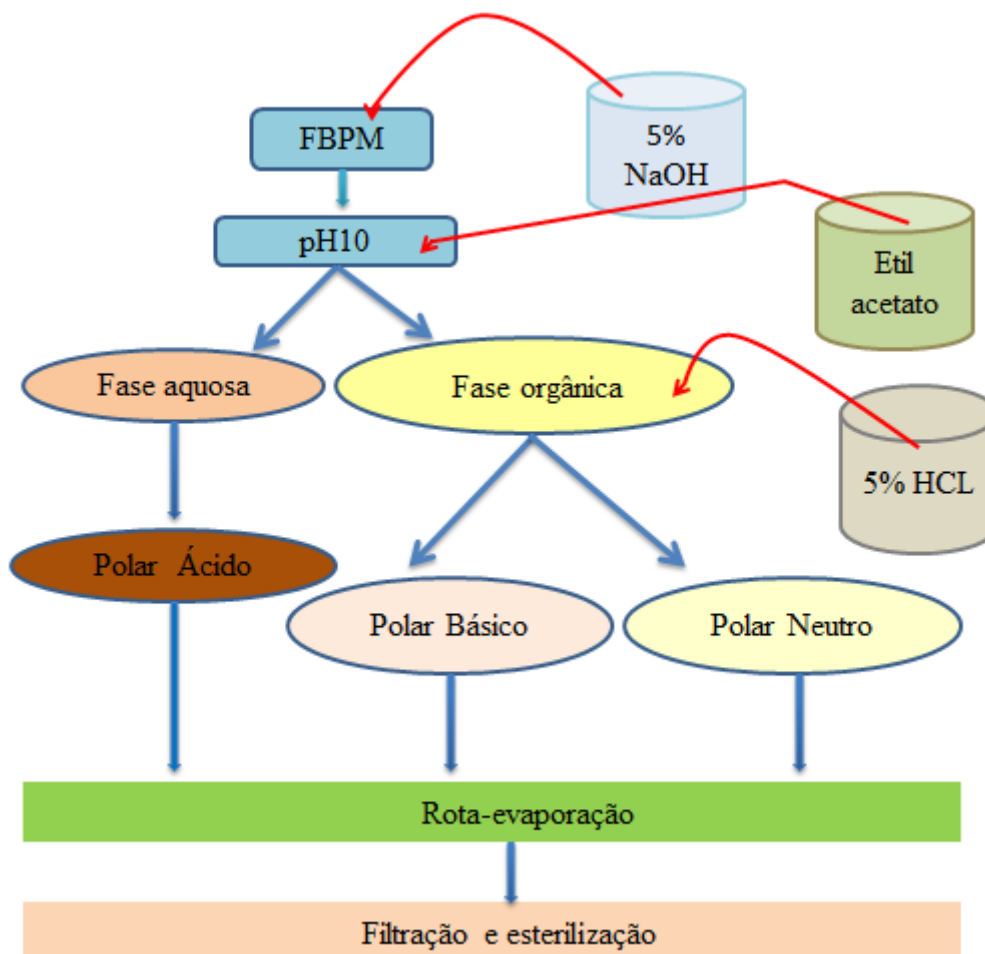 FBPM
5%
NaOH
pH10
Etil
acetato
Fase aquosa
Fase orgânica
5% HCL
Polar Ácido
Polar Básico
Polar Neutro
Rota-evaporação
Filtração e esterilização